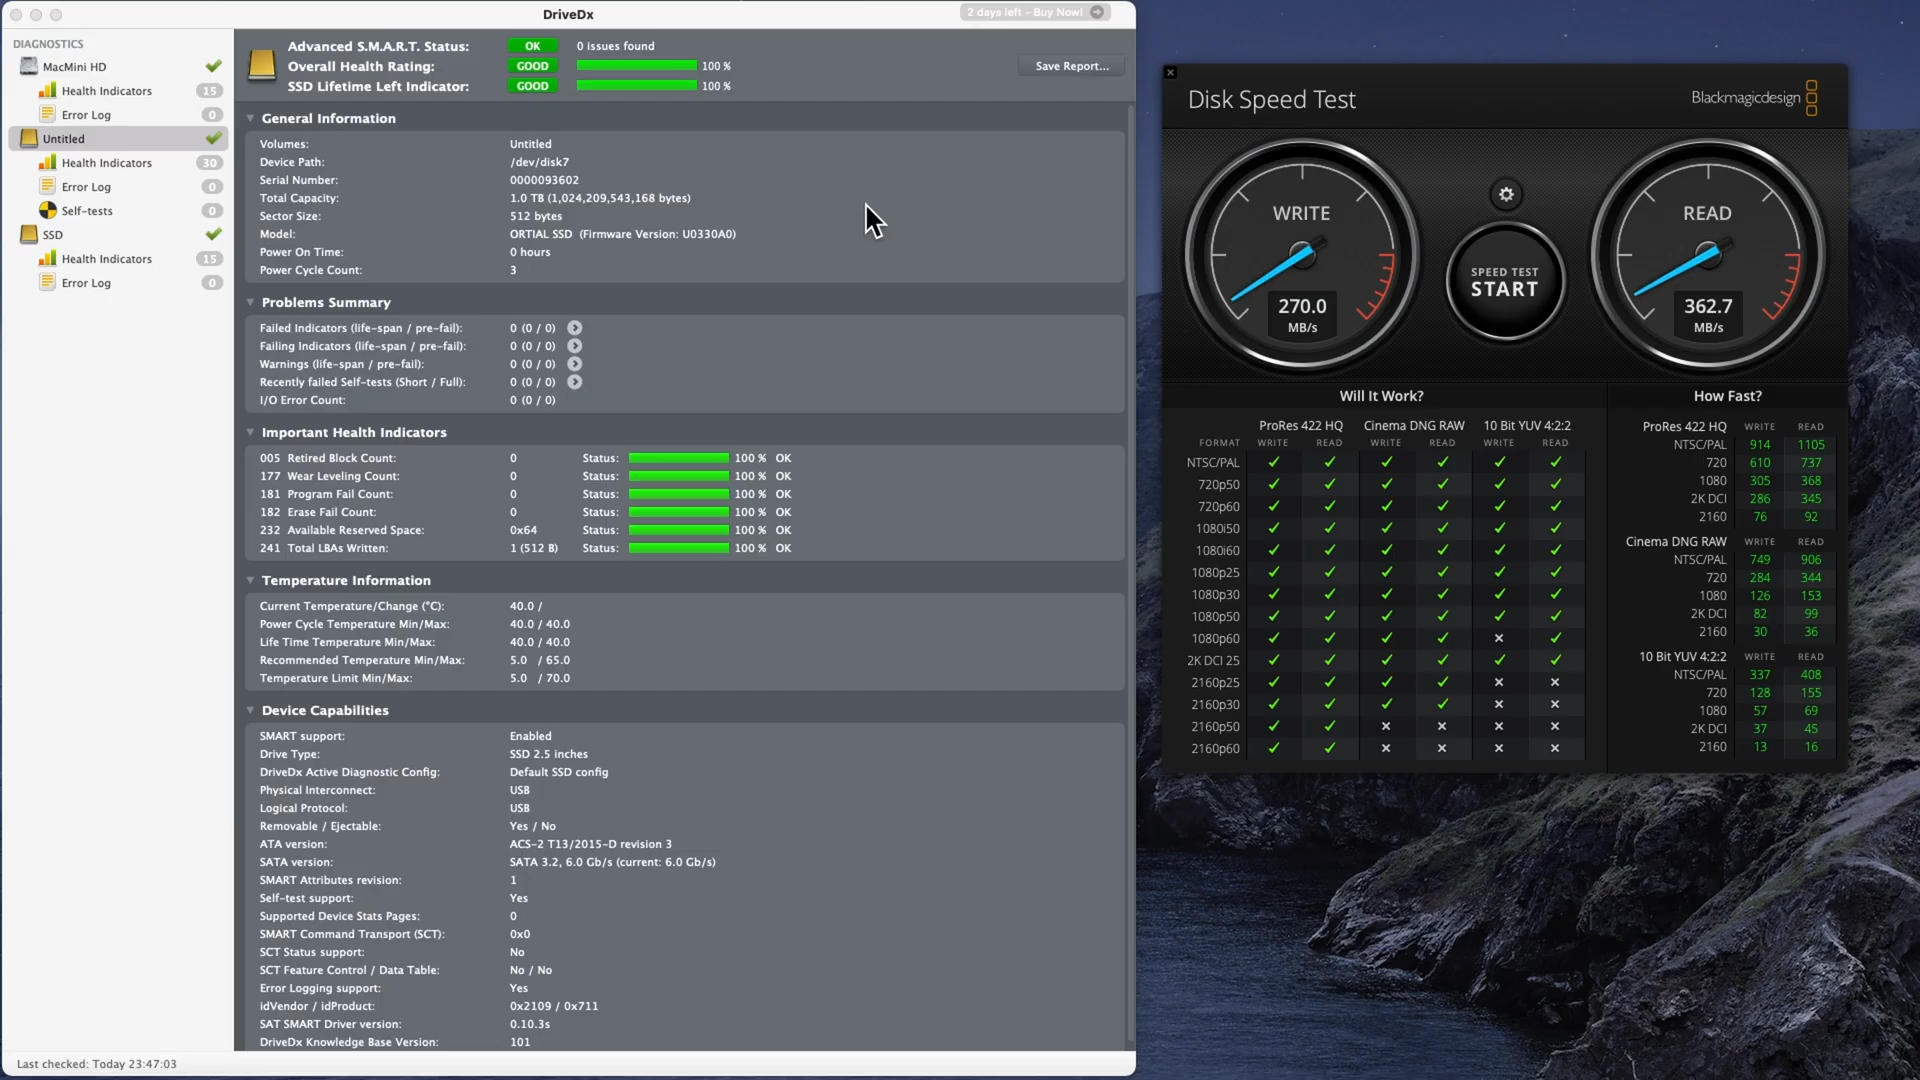 DriveDx
2 days left - Buy Now!
DIAGNOSTICS
MacMini HD
Health Indicators 15
Error Log 0
Untitled
Health Indicators 30
Error Log 0
Self-tests 0
SSD
Health Indicators 15
Error Log 0
Advanced S.M.A.R.T. Status: OK 0 issues found
Overall Health Rating: GOOD 100 %
SSD Lifetime Left Indicator: GOOD 100 %
Save Report...
General Information
Volumes: Untitled
Device Path: /dev/disk7
Serial Number: 0000093602
Total Capacity: 1.0 TB (1,024,209,543,168 bytes)
Sector Size: 512 bytes
Model: ORTIAL SSD (Firmware Version: U0330A0)
Power On Time: 0 hours
Power Cycle Count: 3
Problems Summary
Failed Indicators (life-span / pre-fail): 0 (0 / 0)
Failing Indicators (life-span / pre-fail): 0 (0 / 0)
Warnings (life-span / pre-fail): 0 (0 / 0)
Recently failed Self-tests (Short / Full): 0 (0 / 0)
I/O Error Count: 0 (0 / 0)
Important Health Indicators
005 Retired Block Count: 0 Status: 100 % OK
177 Wear Leveling Count: 0 Status: 100 % OK
181 Program Fail Count: 0 Status: 100 % OK
182 Erase Fail Count: 0 Status: 100 % OK
232 Available Reserved Space: 0x64 Status: 100 % OK
241 Total LBAs Written: 1 (512 B) Status: 100 % OK
Temperature Information
Current Temperature/Change (°C): 40.0 /
Power Cycle Temperature Min/Max: 40.0 / 40.0
Life Time Temperature Min/Max: 40.0 / 40.0
Recommended Temperature Min/Max: 5.0 / 65.0
Temperature Limit Min/Max: 5.0 / 70.0
Device Capabilities
SMART support: Enabled
Drive Type: SSD 2.5 inches
DriveDx Active Diagnostic Config: Default SSD config
Physical Interconnect: USB
Logical Protocol: USB
Removable / Ejectable: Yes / No
ATA version: ACS-2 T13/2015-D revision 3
SATA version: SATA 3.2, 6.0 Gb/s (current: 6.0 Gb/s)
SMART Attributes revision: 1
Self-test support: Yes
Supported Device Stats Pages: 0
SMART Command Transport (SCT): 0x0
SCT Status support: No
SCT Feature Control / Data Table: No / No
Error Logging support: Yes
idVendor / idProduct: 0x2109 / 0x711
SAT SMART Driver version: 0.10.3s
DriveDx Knowledge Base Version: 101
Last checked: Today 23:47:03
Disk Speed Test
Blackmagicdesign
WRITE
270.0
MB/s
SPEED TEST
START
READ
362.7
MB/s
Will It Work?
ProRes 422 HQ Cinema DNG RAW 10 Bit YUV 4:2:2
FORMAT WRITE READ WRITE READ WRITE READ
NTSC/PAL ✓ ✓ ✓ ✓ ✓ ✓
720p50 ✓ ✓ ✓ ✓ ✓ ✓
720p60 ✓ ✓ ✓ ✓ ✓ ✓
1080i50 ✓ ✓ ✓ ✓ ✓ ✓
1080i60 ✓ ✓ ✓ ✓ ✓ ✓
1080p25 ✓ ✓ ✓ ✓ ✓ ✓
1080p30 ✓ ✓ ✓ ✓ ✓ ✓
1080p50 ✓ ✓ ✓ ✓ ✓ ✓
1080p60 ✓ ✓ ✓ ✓ × ✓
2K DCI 25 ✓ ✓ ✓ ✓ ✓ ✓
2160p25 ✓ ✓ ✓ ✓ × ×
2160p30 ✓ ✓ ✓ ✓ × ×
2160p50 ✓ ✓ × × × ×
2160p60 ✓ ✓ × × × ×
How Fast?
ProRes 422 HQ WRITE READ
NTSC/PAL 914 1105
720 610 737
1080 305 368
2K DCI 286 345
2160 76 92
Cinema DNG RAW WRITE READ
NTSC/PAL 749 906
720 284 344
1080 126 153
2K DCI 82 99
2160 30 36
10 Bit YUV 4:2:2 WRITE READ
NTSC/PAL 337 408
720 128 155
1080 57 69
2K DCI 37 45
2160 13 16